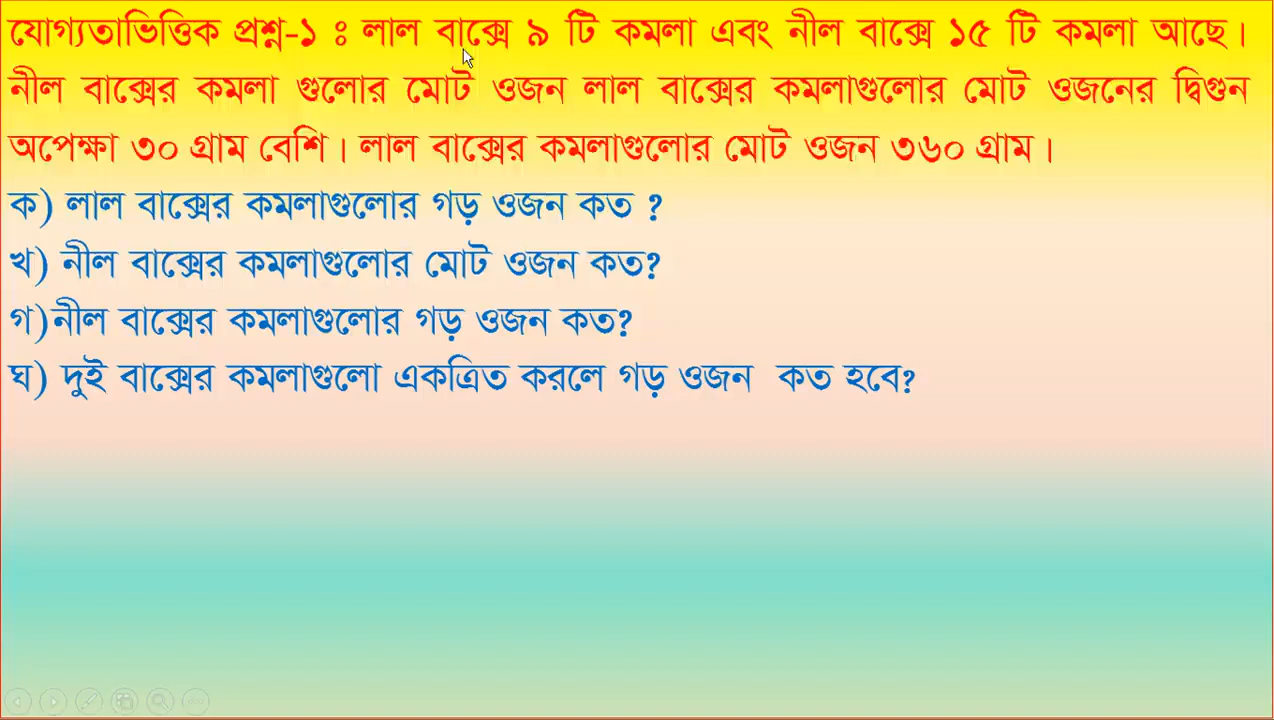 যোগ্যতাভিত্তিক প্রশ্ন-১ ঃ লাল বাক্সে ৯ টি কমলা এবং নীল বাক্সে ১৫ টি কমলা আছে।
নীল বাক্সের কমলা গুলোর মোট ওজন লাল বাক্সের কমলাগুলোর মোট ওজনের দ্বিগুন
অপেক্ষা ৩০ গ্রাম বেশি। লাল বাক্সের কমলাগুলোর মোট ওজন ৩৬০ গ্রাম।
ক) লাল বাক্সের কমলাগুলোর গড় ওজন কত ?
খ) নীল বাক্সের কমলাগুলোর মোট ওজন কত?
গ)নীল বাক্সের কমলাগুলোর গড় ওজন কত?
ঘ) দুই বাক্সের কমলাগুলো একত্রিত করলে গড় ওজন কত হবে?